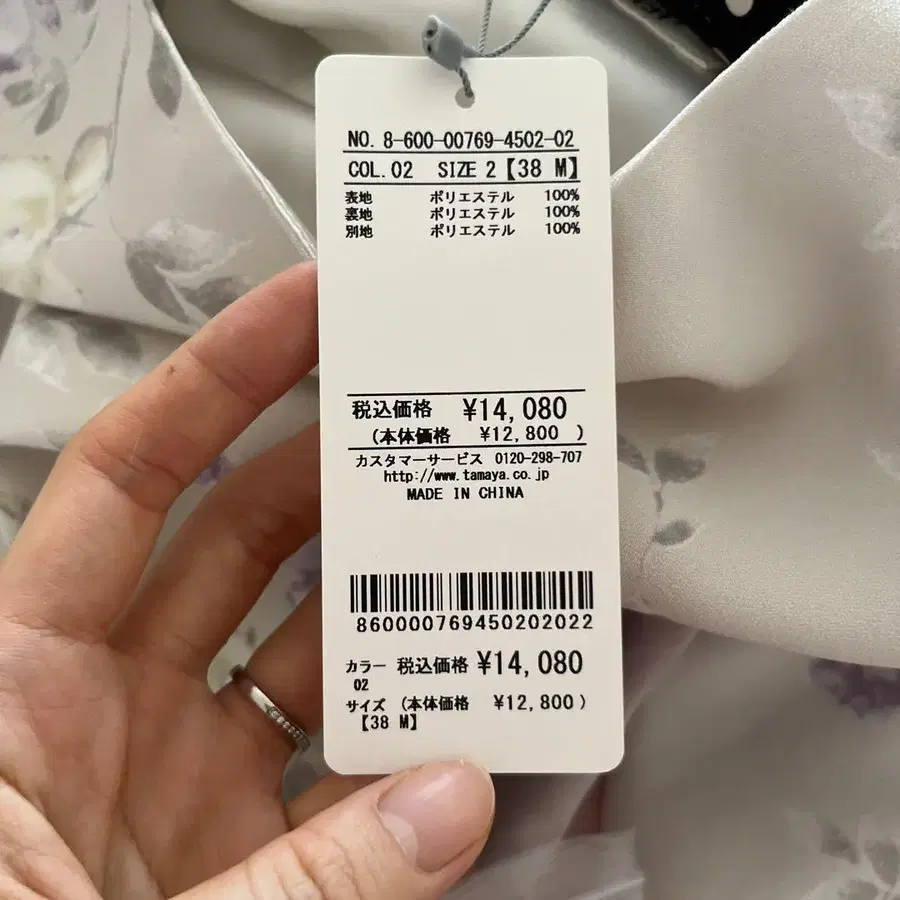 NO. 8-600-00769-4502-02
COL.02 SIZE 2【38 M】
表地 ポリエステル 100%
裏地 ポリエステル 100%
別地 ポリエステル 100%
税込価格 ¥14,080
(本体価格 ¥12,800 )
カスタマーサービス 0120-298-707
http://www.tamaya.co.jp
MADE IN CHINA
860000769450202022
カラー 税込価格 ¥14,080
02
サイズ (本体価格 ¥12,800)
【38 M】